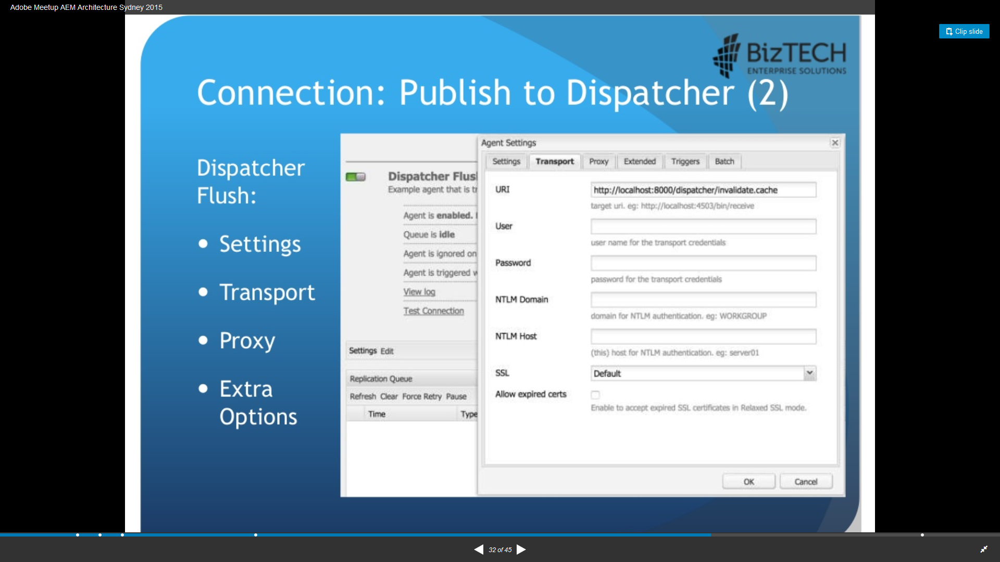 Adobe Meetup AEM Architecture Sydney 2015
Clip slide
BizTECH
ENTERPRISE SOLUTIONS
Connection: Publish to Dispatcher (2)
Dispatcher
Flush:
• Settings
• Transport
• Proxy
• Extra
Options
Dispatcher Flus
Example agent that is
Agent is enabled.
Queue is idle
Agent is ignored on
Agent is triggered
View log
Test Connection
Settings Edit
Replication Queue
Refresh Clear Force Retry Pause
Time Type
Agent Settings
Settings Transport Proxy Extended Triggers Batch
URI http://localhost:8000/dispatcher/invalidate.cache
target uri. eg: http://localhost:4503/bin/receive
User
user name for the transport credentials
Password
password for the transport credentials
NTLM Domain
domain for NTLM authentication. eg: WORKGROUP
NTLM Host
(this) host for NTLM authentication. eg: server01
SSL Default
Allow expired certs
Enable to accept expired SSL certificates in Relaxed SSL mode.
OK Cancel
32 of 45